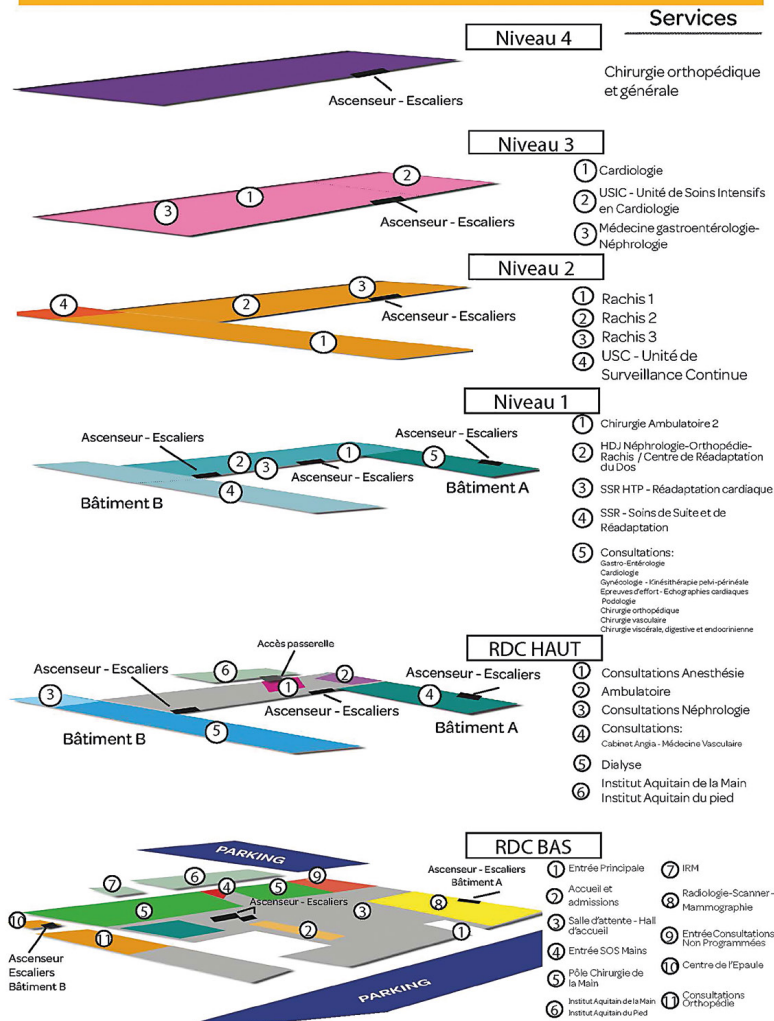 Services
Niveau 4
Chirurgie orthopédique
et générale
Ascenseur - Escaliers
Niveau 3
1 Cardiologie
2 USIC - Unité de Soins Intensifs
en Cardiologie
3 Médecine gastroentérologie-
Néphrologie
2
1
3
Ascenseur - Escaliers
Niveau 2
1 Rachis 1
2 Rachis 2
3 Rachis 3
4 USC - Unité de
Surveillance Continue
3
4
2
Ascenseur - Escaliers
1
Niveau 1
1 Chirurgie Ambulatoire 2
2 HDJ Néphrologie-Orthopédie-
Rachis / Centre de Réadaptation
du Dos
3 SSR HTP - Réadaptation cardiaque
4 SSR - Soins de Suite et de
Réadaptation
5 Consultations:
Gastro-Entérologie
Cardiologie
Gynécologie - Kinésithérapie pelvi-périnéale
Epreuves d'effort - Echographies cardiaques
Podologie
Chirurgie orthopédique
Chirurgie vasculaire
Chirurgie viscérale, digestive et endocrinienne
Ascenseur - Escaliers
Ascenseur - Escaliers
1
5
2
3
Ascenseur - Escaliers
4
Bâtiment A
Bâtiment B
RDC HAUT
1 Consultations Anesthésie
2 Ambulatoire
3 Consultations Néphrologie
4 Consultations:
Cabinet Angia - Médecine Vasculaire
5 Dialyse
6 Institut Aquitain de la Main
Institut Aquitain du pied
Accès passerelle
Ascenseur - Escaliers
6
2
Ascenseur - Escaliers
1
3
4
Ascenseur - Escaliers
Bâtiment A
Bâtiment B
5
RDC BAS
1 Entrée Principale
2 Accueil et
admissions
3 Salle d'attente - Hall
d'accueil
4 Entrée SOS Mains
5 Pôle Chirurgie de
la Main
6 Institut Aquitain de la Main
Institut Aquitain du Pied
7 IRM
8 Radiologie-Scanner-
Mammographie
9 Entrée Consultations
Non Programmées
10 Centre de l'Epaule
11 Consultations
Orthopédie
PARKING
Ascenseur - Escaliers
Bâtiment A
7
6
4
5
9
8
Ascenseur - Escaliers
5
3
10
11
2
1
Ascenseur
Escaliers
Bâtiment B
PARKING